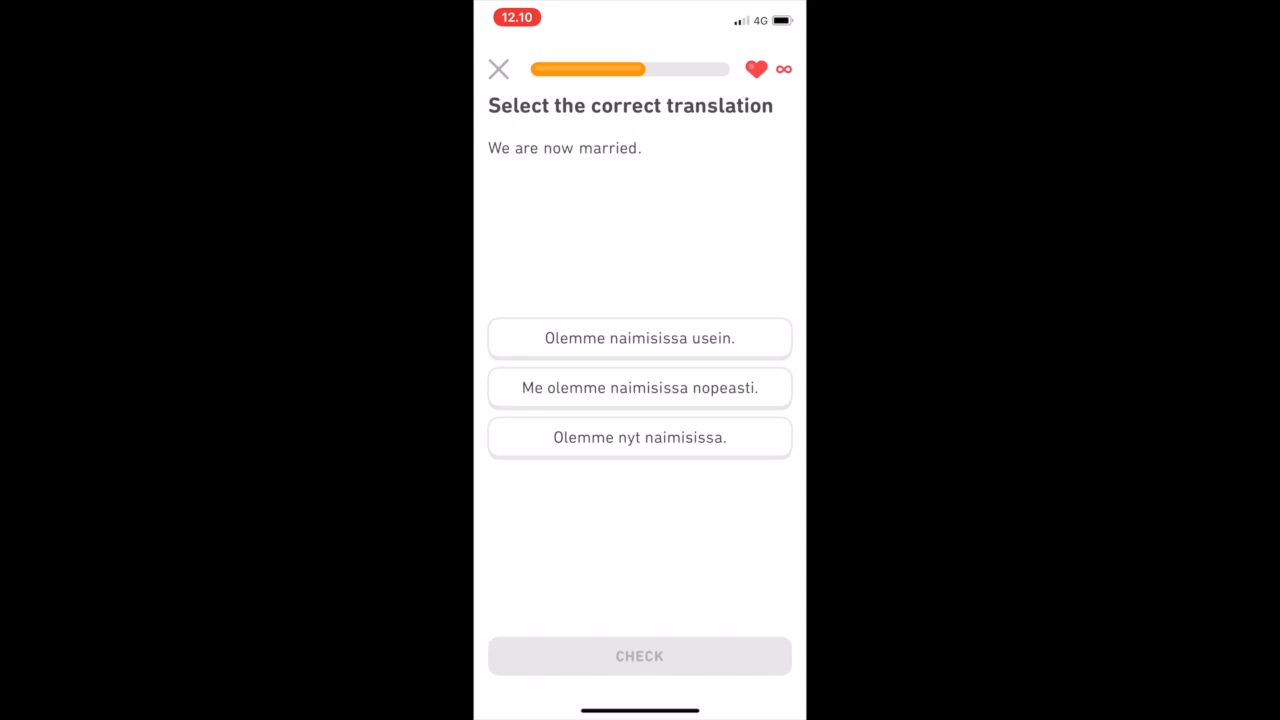 12.10
4G
Select the correct translation
We are now married.
Olemme naimisissa usein.
Me olemme naimisissa nopeasti.
Olemme nyt naimisissa.
CHECK